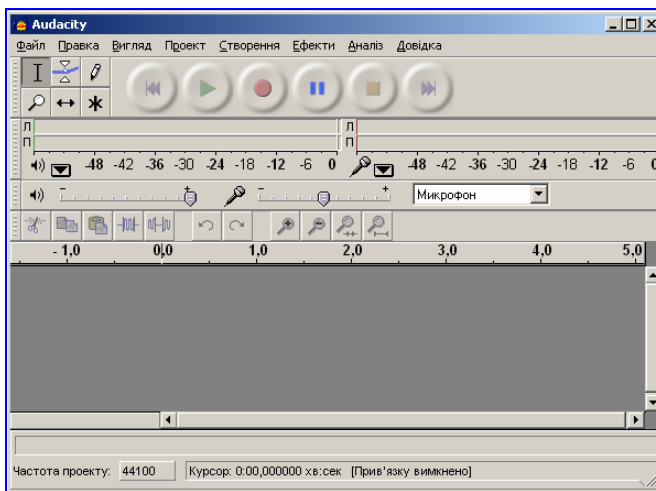 Audacity
Файл Правка Вигляд Проект Створення Ефекти Аналіз Довідка
Л Л
П П
-48 -42 -36 -30 -24 -18 -12 -6 0 -48 -42 -36 -30 -24 -18 -12 -6 0
- + - + Микрофон
- 1,0 0,0 1,0 2,0 3,0 4,0 5,0
Частота проекту: 44100 Курсор: 0:00,000000 хв:сек [Прив'язку вимкнено]